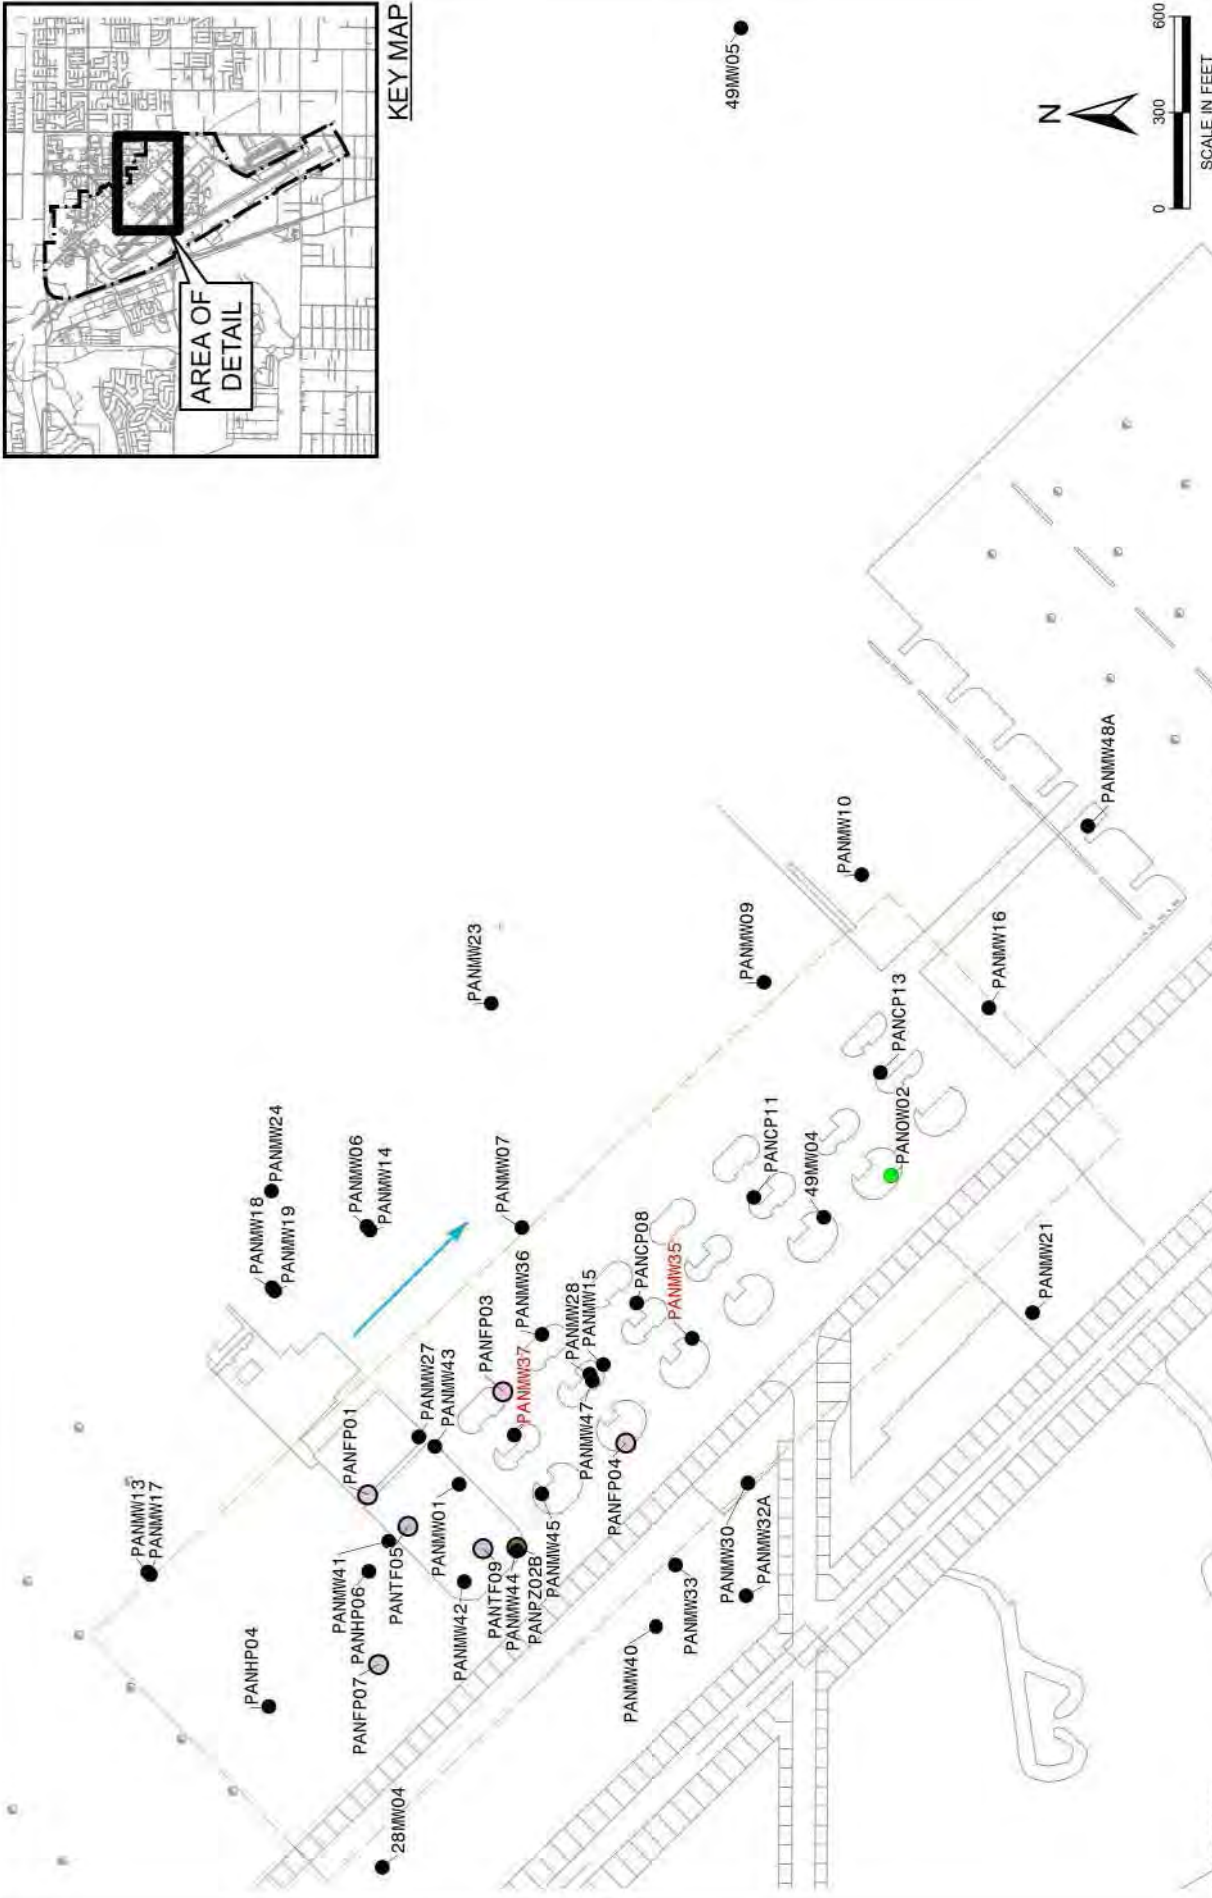 KEY MAP
AREA OF
DETAIL
49MW05
N
0
300
600
SCALE IN FEET
PANMW23
PANMW10
PANMW09
PANMW48A
PANMW16
PANCP13
PANOW02
PANCP11
49MW04
PANMW24
PANMW18
PANMW19
PANMW06
PANMW14
PANMW07
PANMW36
PANFP03
PANMW37
PANMW28
PANMW15
PANCP08
PANMW35
PANMW47
PANFP04
PANMW21
PANMW27
PANMW43
PANFP01
PANMW13
PANMW17
PANMW41
PANTF05
PANHP06
PANFP07
PANHP04
PANMW01
PANMW42
PANTF09
PANMW44
PANPZ02B
PANMW45
PANMW30
PANMW32A
PANMW33
PANMW40
28MW04